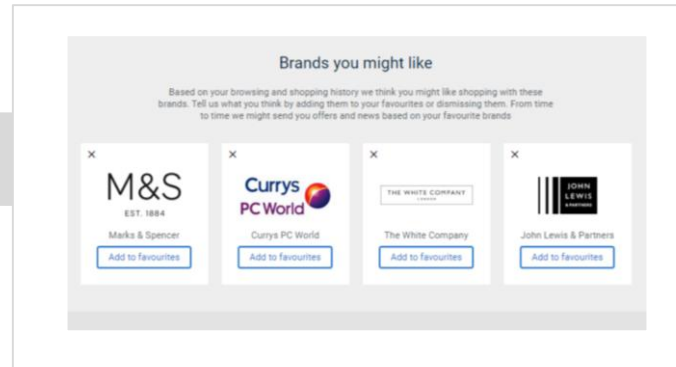 Brands you might like
Based on your browsing and shopping history we think you might like shopping with these
brands. Tell us what you think by adding them to your favourites or dismissing them. From time
to time we might send you offers and news based on your favourite brands
M&S
EST. 1884
Marks & Spencer
Add to favourites
Currys
PC World
Currys PC World
Add to favourites
THE WHITE COMPANY
LONDON
The White Company
Add to favourites
JOHN
LEWIS
& PARTNERS
John Lewis & Partners
Add to favourites